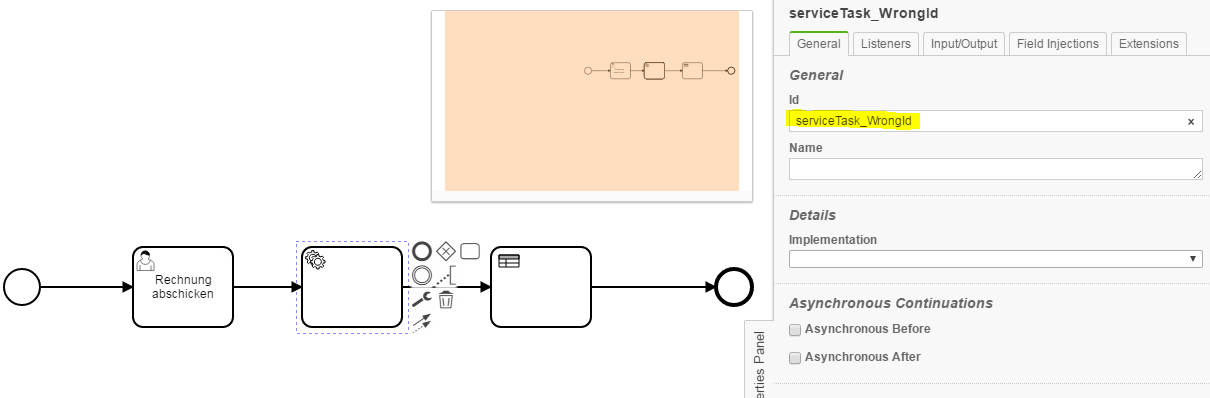 Rechnung
abschicken
serviceTask_WrongId
General
Listeners
Input/Output
Field Injections
Extensions
General
Id
serviceTask_WrongId
×
Name
Details
Implementation
Asynchronous Continuations
Asynchronous Before
Asynchronous After
erties Panel